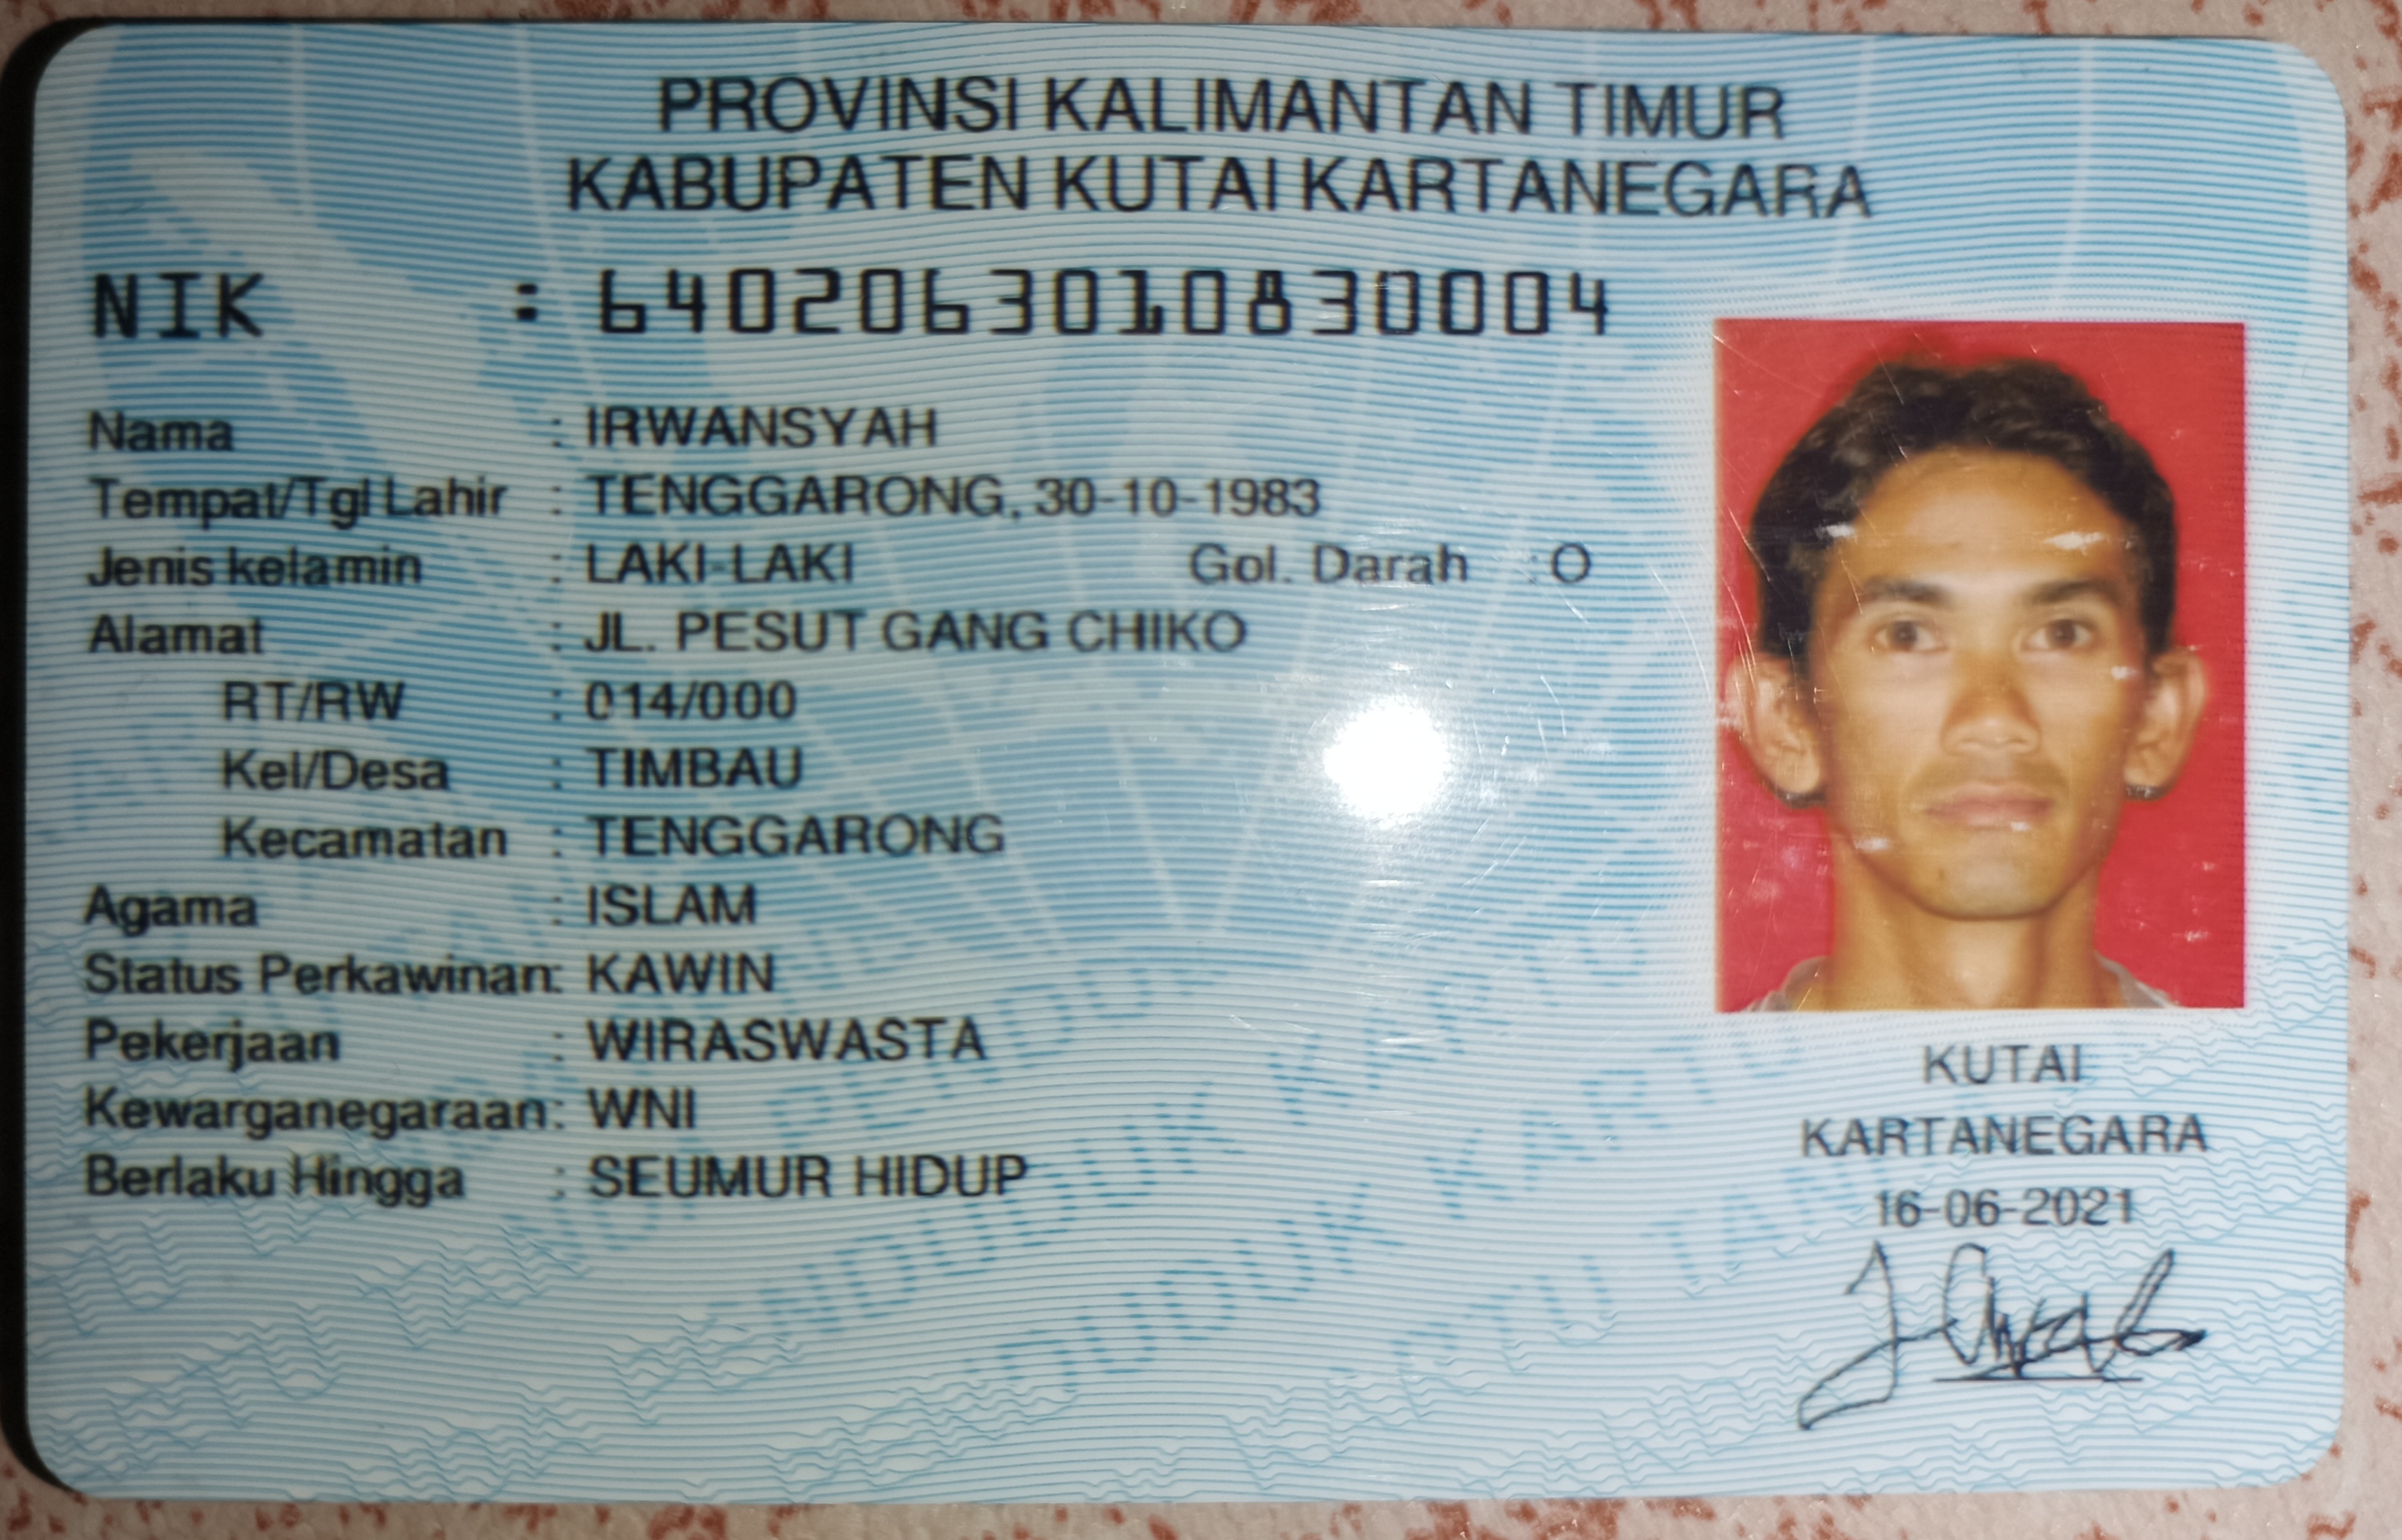 PROVINSI KALIMANTAN TIMUR
KABUPATEN KUTAI KARTANEGARA
NIK : 6402063010830004
Nama : IRWANSYAH
Tempat/Tgl Lahir : TENGGARONG, 30-10-1983
Jenis kelamin : LAKI-LAKI Gol. Darah : O
Alamat : JL. PESUT GANG CHIKO
RT/RW : 014/000
Kel/Desa : TIMBAU
Kecamatan : TENGGARONG
Agama : ISLAM
Status Perkawinan: KAWIN
Pekerjaan : WIRASWASTA
Kewarganegaraan: WNI
Berlaku Hingga : SEUMUR HIDUP
KUTAI
KARTANEGARA
16-06-2021